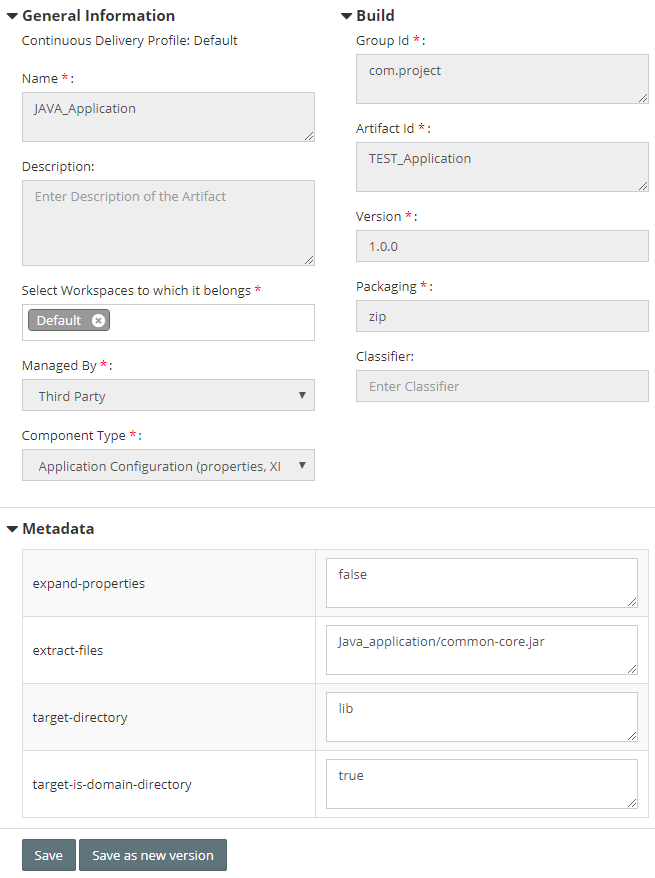 General Information
Continuous Delivery Profile: Default
Name *:
JAVA_Application
Description:
Enter Description of the Artifact
Select Workspaces to which it belongs *
Default
Managed By *:
Third Party
Component Type *:
Application Configuration (properties, XI
Build
Group Id *:
com.project
Artifact Id *:
TEST_Application
Version *:
1.0.0
Packaging *:
zip
Classifier:
Enter Classifier
Metadata
expand-properties
false
extract-files
Java_application/common-core.jar
target-directory
lib
target-is-domain-directory
true
Save
Save as new version